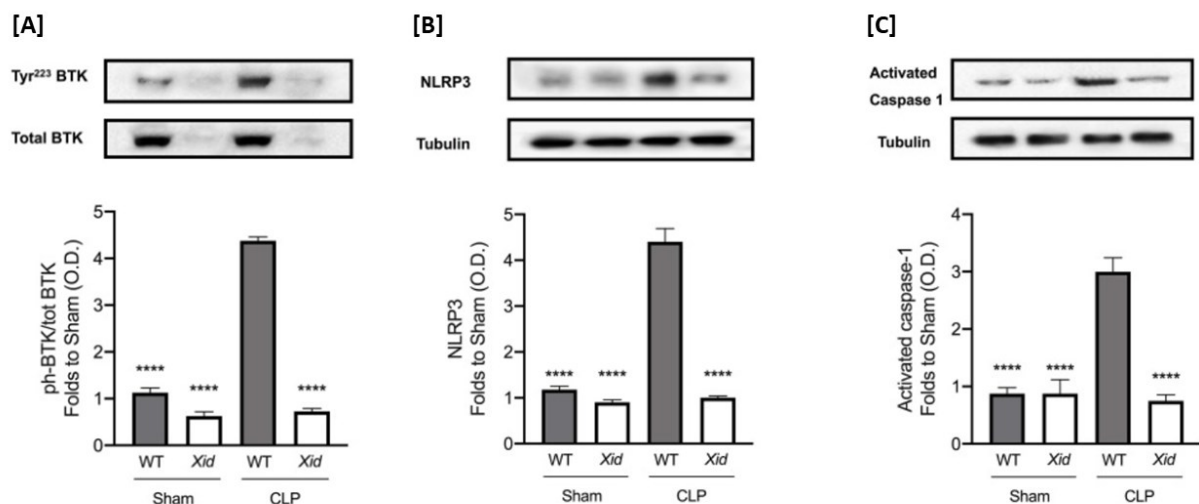 [A]
Tyr²²³ BTK
Total BTK
ph-BTK/tot BTK
Folds to Sham (O.D.)
5
4
3
2
1
0
****
****
****
WT
Xid
WT
Xid
Sham
CLP
[B]
NLRP3
Tubulin
NLRP3
Folds to Sham (O.D.)
5
4
3
2
1
0
****
****
****
WT
Xid
WT
Xid
Sham
CLP
[C]
Activated
Caspase 1
Tubulin
Activated caspase-1
Folds to Sham (O.D.)
4
3
2
1
0
****
****
****
WT
Xid
WT
Xid
Sham
CLP